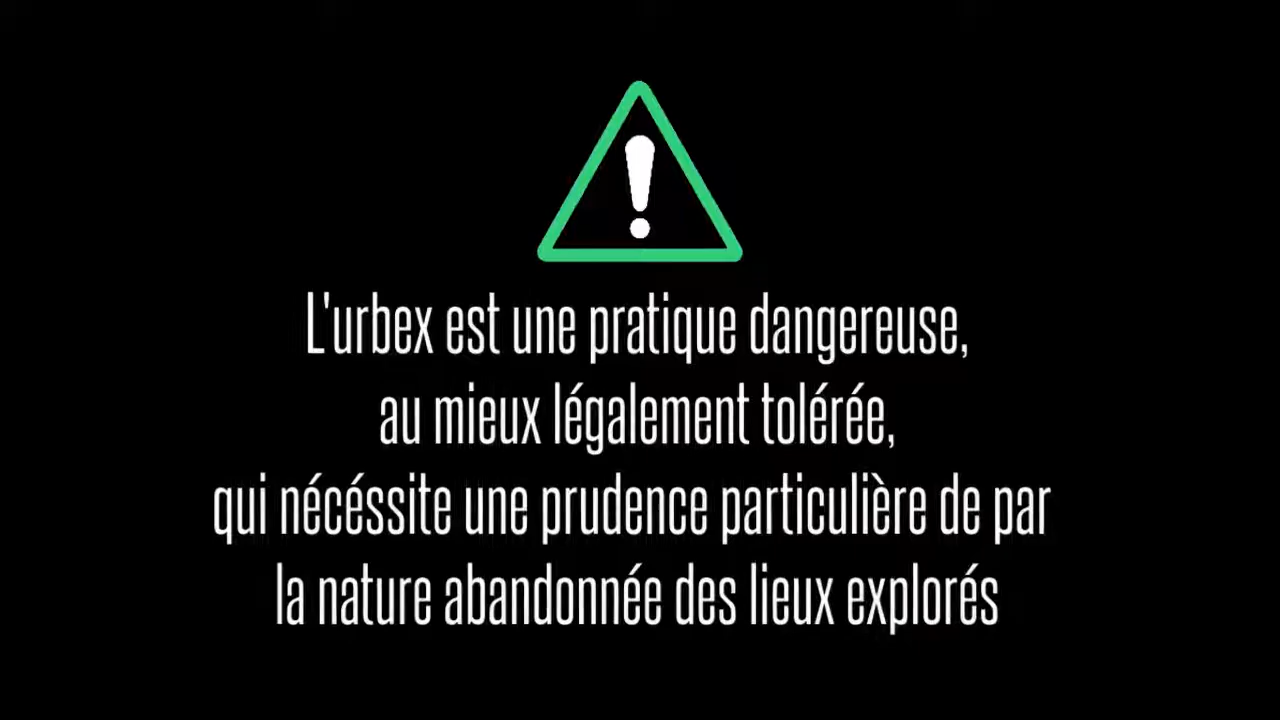 L'urbex est une pratique dangereuse,
au mieux légalement tolérée,
qui nécéssite une prudence particulière de par
la nature abandonnée des lieux explorés